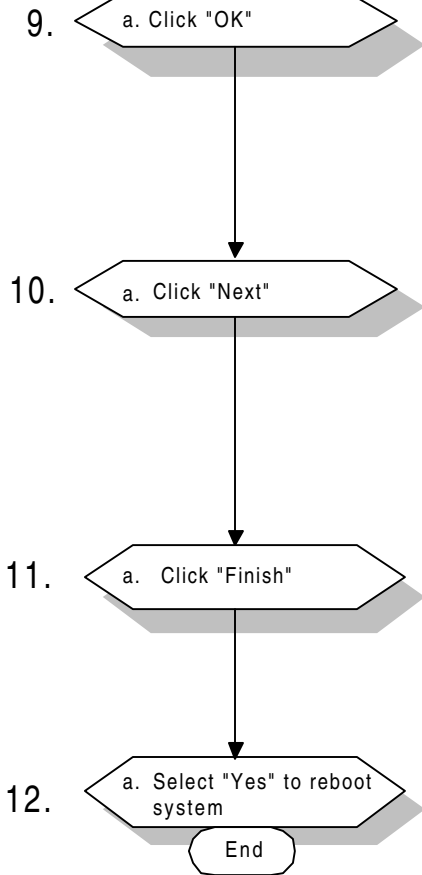 9. a. Click "OK"
10. a. Click "Next"
11. a. Click "Finish"
12. a. Select "Yes" to reboot
system
End